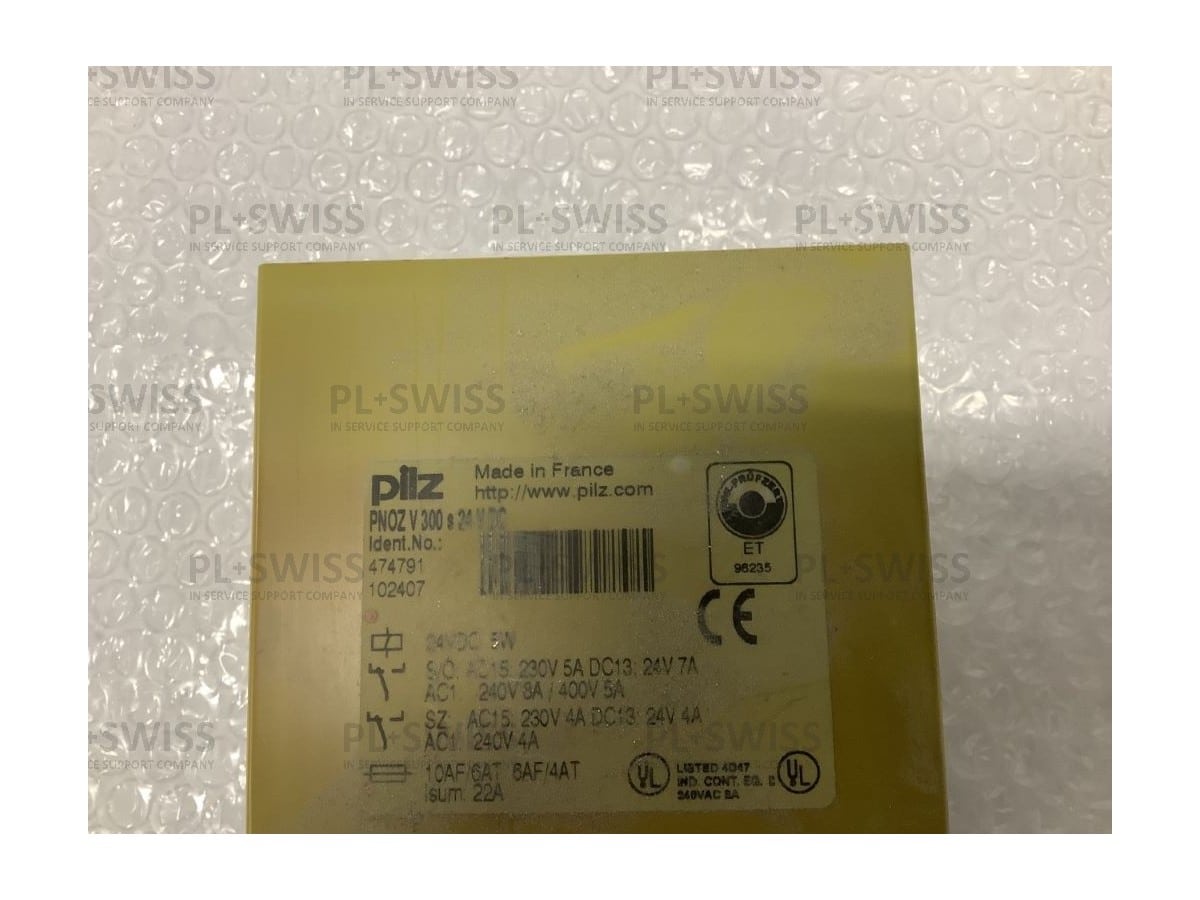 PL+SWISS
IN SERVICE SUPPORT COMPANY
pilz
Made in France
http://www.pilz.com
PNOZ V 300 s 24 V DC
Ident.No.:
474791
102407
ET
96235
CE
24VDC 5W
S/Ö: AC15: 230V 5A DC13: 24V 7A
AC1: 240V 8A / 400V 5A
SZ: AC15: 230V 4A DC13: 24V 4A
AC1: 240V 4A
10AF/6AT 6AF/4AT
Isum: 22A
UL
LISTED 4D47
IND. CONT. EQ. E
240VAC 8A
UL